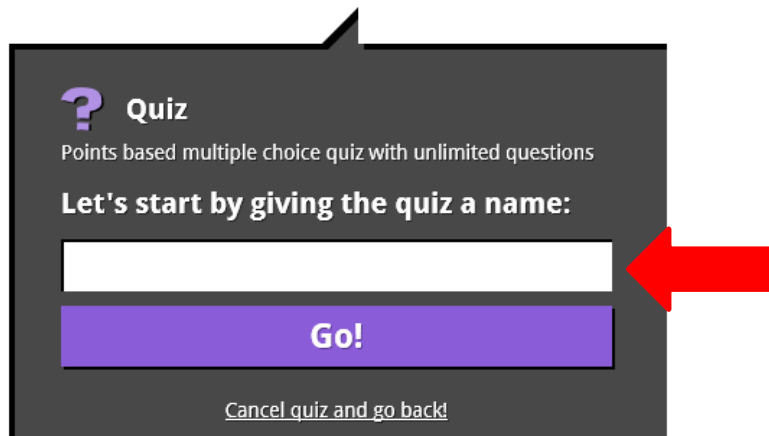 ? Quiz
Points based multiple choice quiz with unlimited questions
Let's start by giving the quiz a name:
Go!
Cancel quiz and go back!